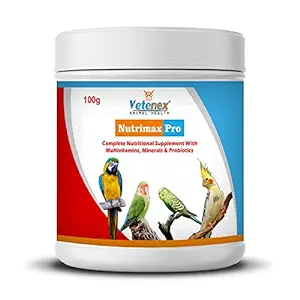 100g
Vetenex®
ANIMAL HEALTH
Nutrimax Pro
Complete Nutritional Supplement With
Multivitamins, Minerals & Probiotics